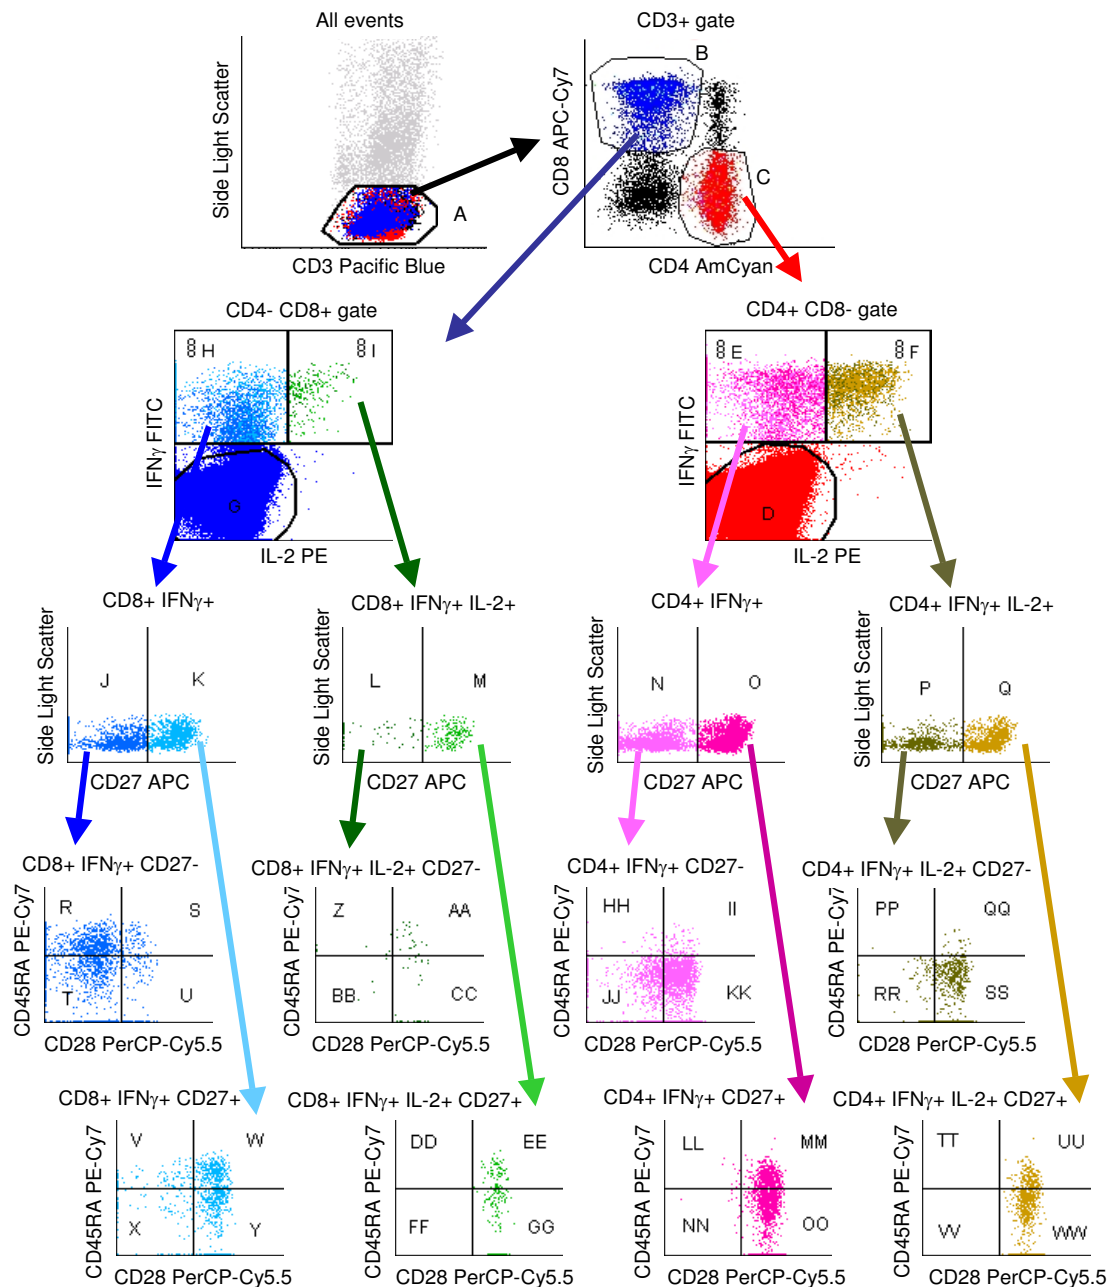 All events
CD3+ gate
Side Light Scatter
A
CD3 Pacific Blue
CD8 APC-Cy7
B
C
CD4 AmCyan
CD4- CD8+ gate
CD4+ CD8- gate
IFNγ FITC
8 H
8 I
G
IL-2 PE
IFNγ FITC
8 E
8 F
D
IL-2 PE
CD8+ IFNγ+
CD8+ IFNγ+ IL-2+
CD4+ IFNγ+
CD4+ IFNγ+ IL-2+
Side Light Scatter
J
K
CD27 APC
Side Light Scatter
L
M
CD27 APC
Side Light Scatter
N
O
CD27 APC
Side Light Scatter
P
Q
CD27 APC
CD8+ IFNγ+ CD27-
CD8+ IFNγ+ IL-2+ CD27-
CD4+ IFNγ+ CD27-
CD4+ IFNγ+ IL-2+ CD27-
CD45RA PE-Cy7
R
S
T
U
CD28 PerCP-Cy5.5
CD45RA PE-Cy7
Z
AA
BB
CC
CD28 PerCP-Cy5.5
CD45RA PE-Cy7
HH
II
JJ
KK
CD28 PerCP-Cy5.5
CD45RA PE-Cy7
PP
QQ
RR
SS
CD28 PerCP-Cy5.5
CD8+ IFNγ+ CD27+
CD8+ IFNγ+ IL-2+ CD27+
CD4+ IFNγ+ CD27+
CD4+ IFNγ+ IL-2+ CD27+
CD45RA PE-Cy7
V
W
X
Y
CD28 PerCP-Cy5.5
CD45RA PE-Cy7
DD
EE
FF
GG
CD28 PerCP-Cy5.5
CD45RA PE-Cy7
LL
MM
NN
OO
CD28 PerCP-Cy5.5
CD45RA PE-Cy7
TT
UU
VV
WW
CD28 PerCP-Cy5.5